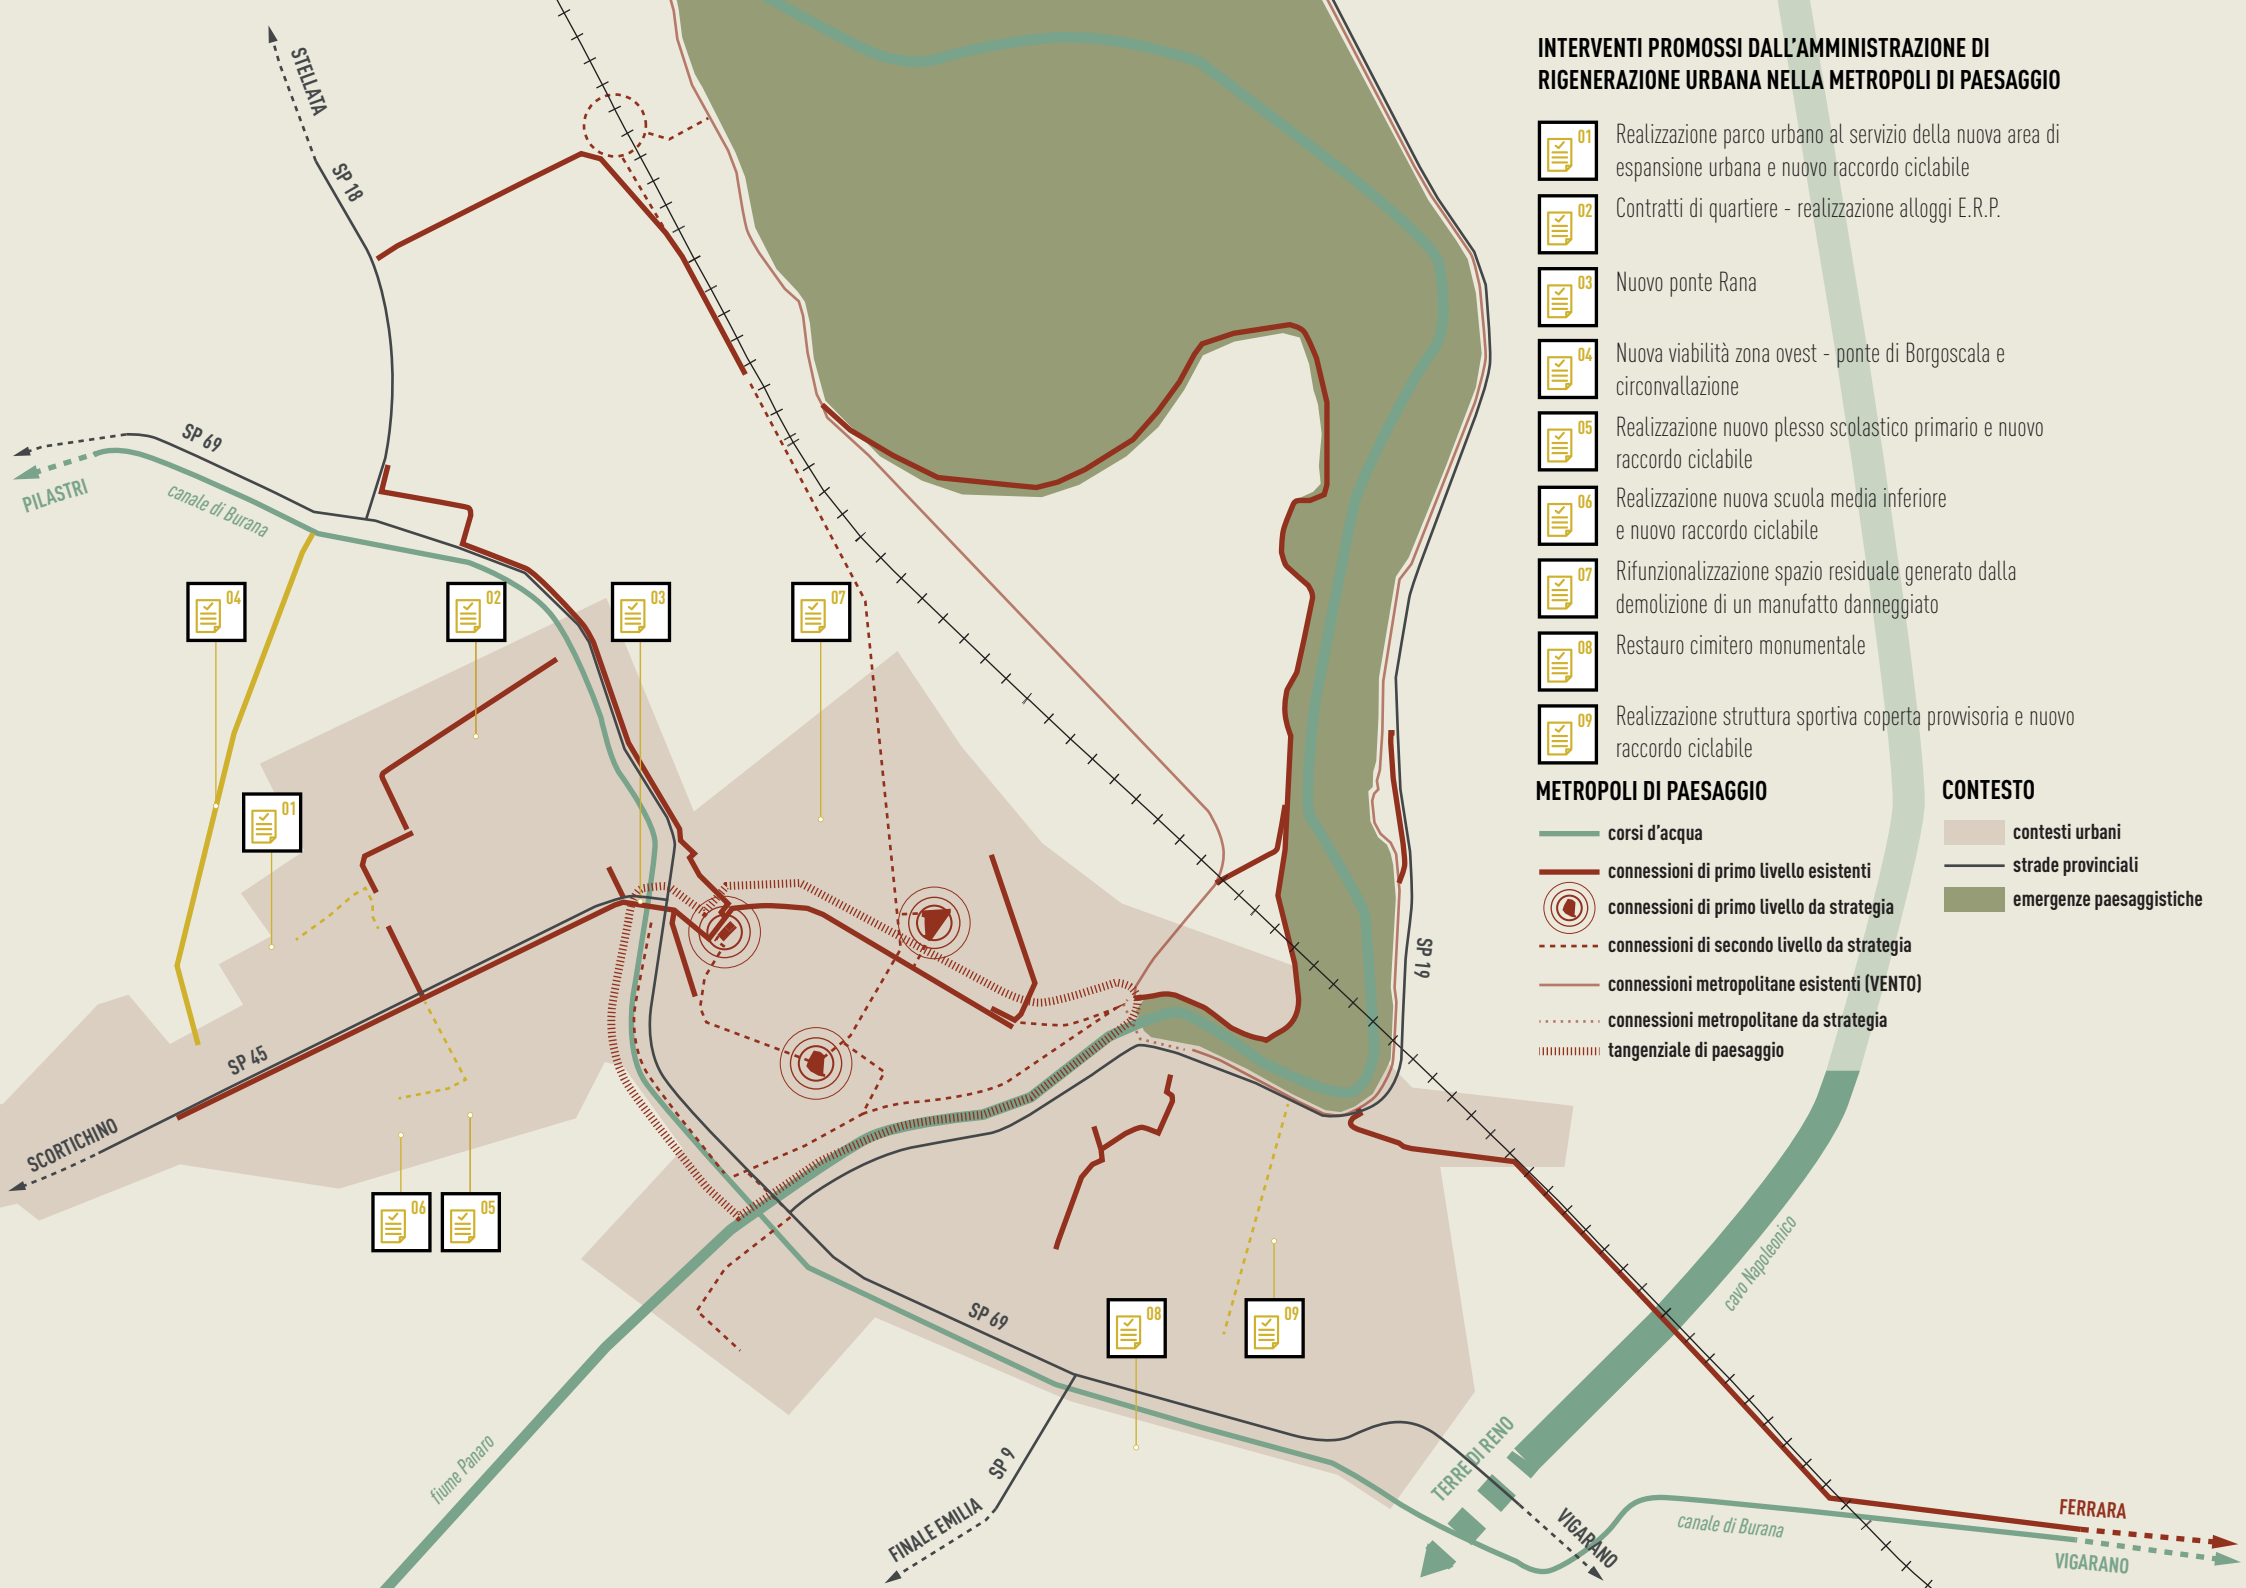 INTERVENTI PROMOSSI DALL'AMMINISTRAZIONE DI
RIGENERAZIONE URBANA NELLA METROPOLI DI PAESAGGIO
01
Realizzazione parco urbano al servizio della nuova area di
espansione urbana e nuovo raccordo ciclabile
02
Contratti di quartiere - realizzazione alloggi E.R.P.
03
Nuovo ponte Rana
04
Nuova viabilità zona ovest - ponte di Borgoscala e
circonvallazione
05
Realizzazione nuovo plesso scolastico primario e nuovo
raccordo ciclabile
06
Realizzazione nuova scuola media inferiore
e nuovo raccordo ciclabile
07
Rifunzionalizzazione spazio residuale generato dalla
demolizione di un manufatto danneggiato
08
Restauro cimitero monumentale
09
Realizzazione struttura sportiva coperta provvisoria e nuovo
raccordo ciclabile
METROPOLI DI PAESAGGIO
corsi d'acqua
connessioni di primo livello esistenti
connessioni di primo livello da strategia
connessioni di secondo livello da strategia
connessioni metropolitane esistenti (VENTO)
connessioni metropolitane da strategia
tangenziale di paesaggio
CONTESTO
contesti urbani
strade provinciali
emergenze paesaggistiche
STELLATA
SP 18
SP 69
PILASTRI
canale di Burana
04
02
03
07
01
SP 19
SP 45
SCORTICHINO
06
05
SP 69
08
09
cavo Napoleonico
fiume Panaro
SP 9
FINALE EMILIA
TERRE DI RENO
VIGARANO
canale di Burana
FERRARA
VIGARANO